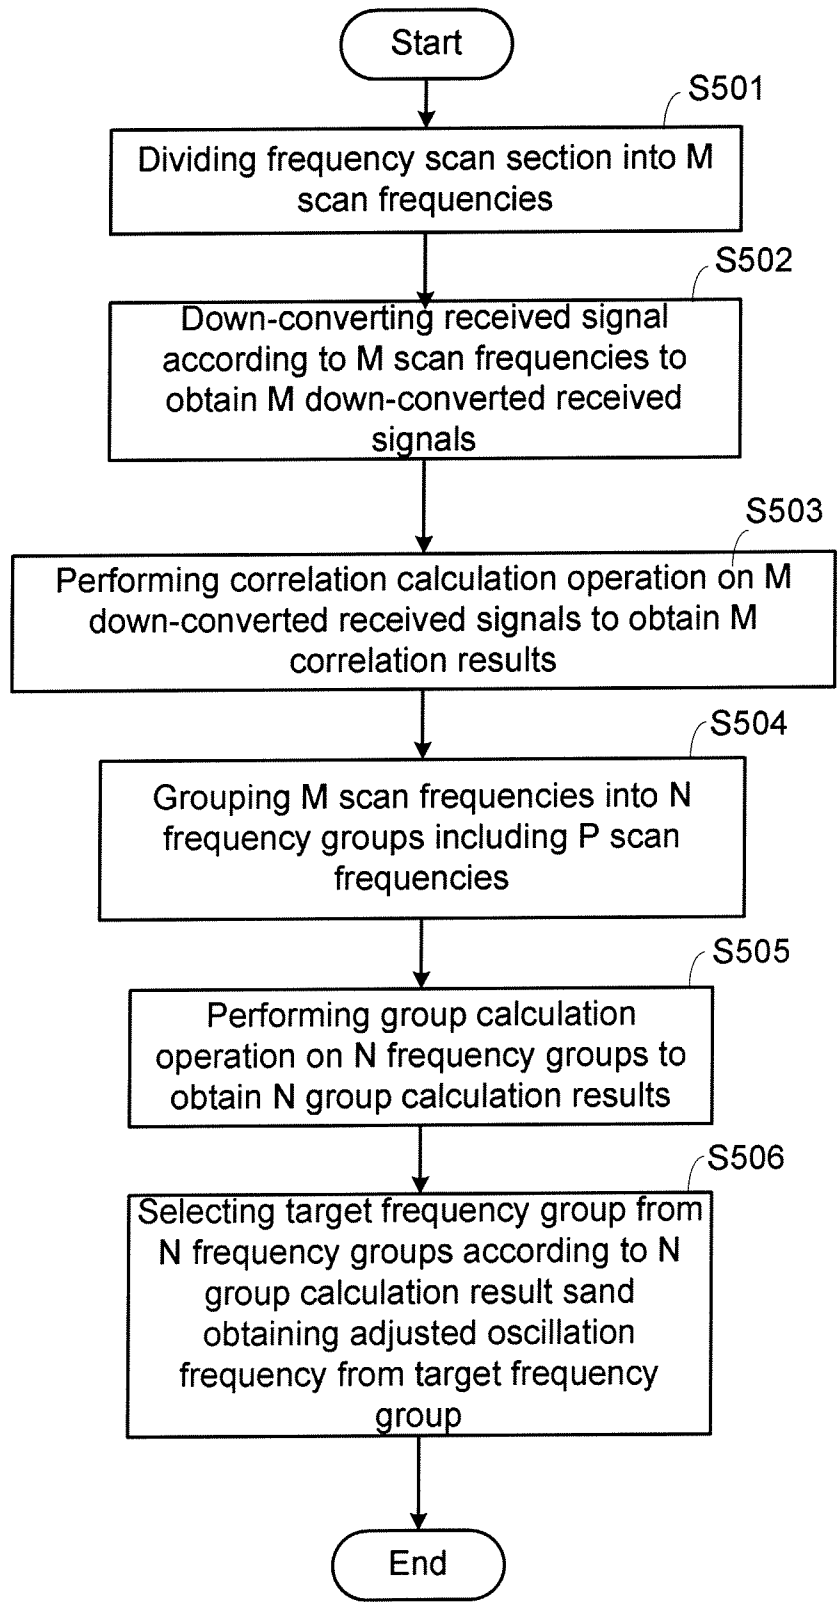 Start
S501
Dividing frequency scan section into M
scan frequencies
S502
Down-converting received signal
according to M scan frequencies to
obtain M down-converted received
signals
S503
Performing correlation calculation operation on M
down-converted received signals to obtain M
correlation results
S504
Grouping M scan frequencies into N
frequency groups including P scan
frequencies
S505
Performing group calculation
operation on N frequency groups to
obtain N group calculation results
S506
Selecting target frequency group from
N frequency groups according to N
group calculation result sand
obtaining adjusted oscillation
frequency from target frequency
group
End